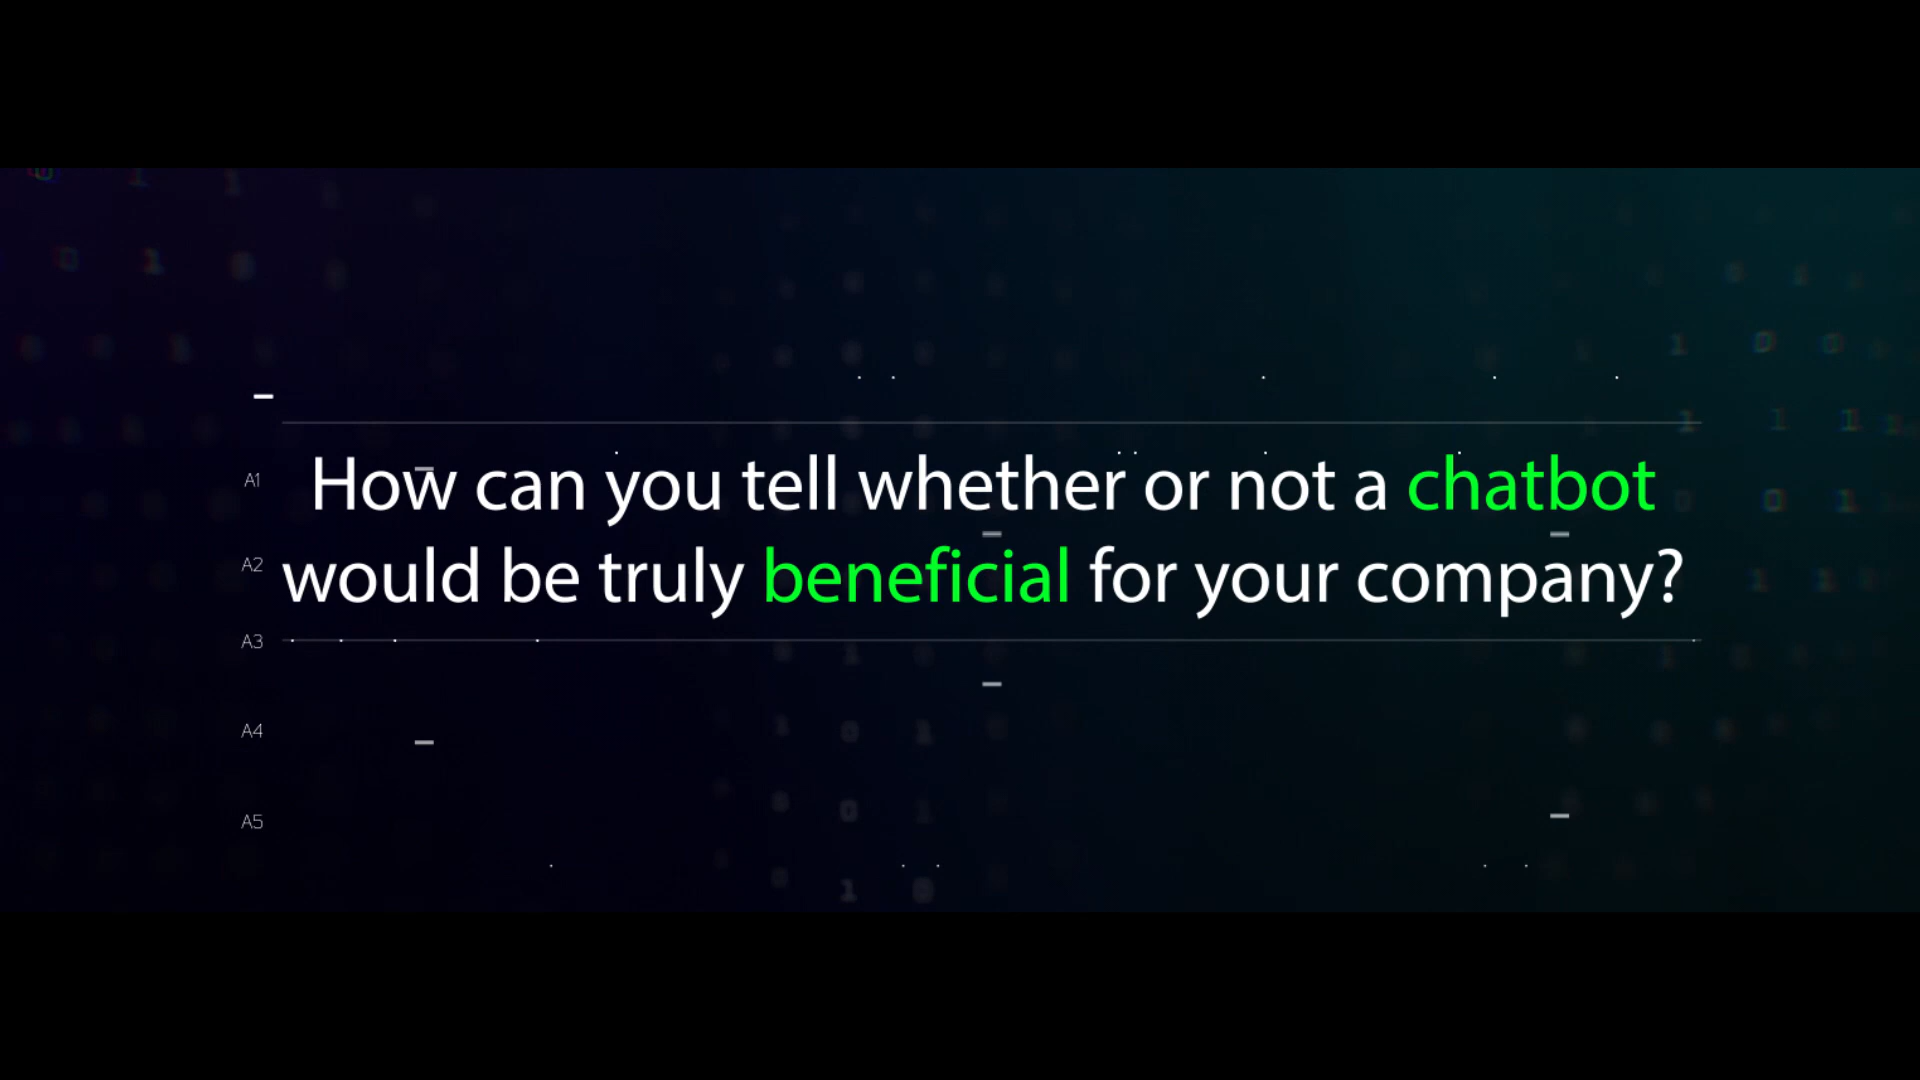 How can you tell whether or not a chatbot
would be truly beneficial for your company?
A1
A2
A3
A4
A5